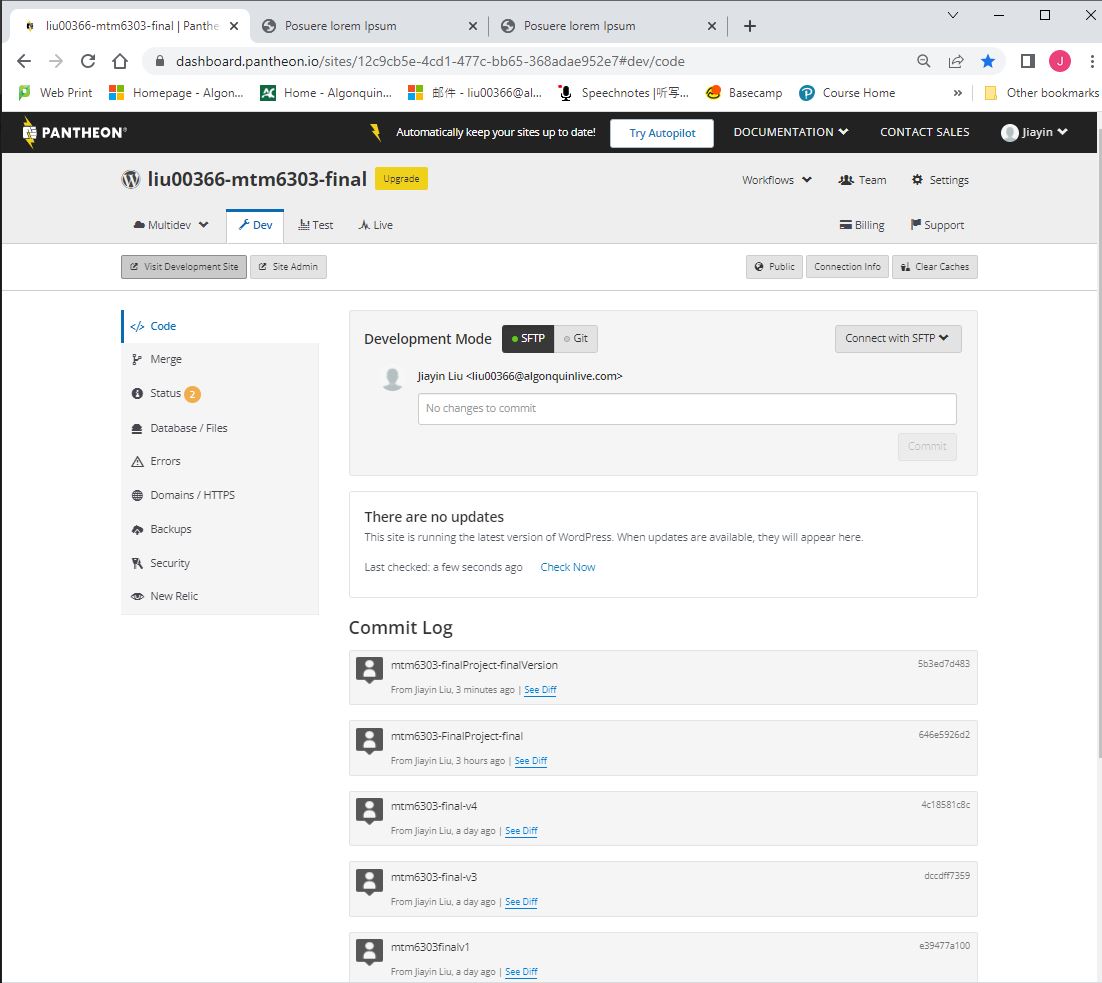 liu00366-mtm6303-final | Panthe
Posuere lorem Ipsum
Posuere lorem Ipsum
dashboard.pantheon.io/sites/12c9cb5e-4cd1-477c-bb65-368adae952e7#dev/code
J
Web Print
Homepage - Algon...
Home - Algonquin...
邮件 - liu00366@al...
Speechnotes |听写...
Basecamp
Course Home
»
Other bookmarks
PANTHEON
Automatically keep your sites up to date!
Try Autopilot
DOCUMENTATION
CONTACT SALES
Jiayin
liu00366-mtm6303-final
Upgrade
Workflows
Team
Settings
Multidev
Dev
Test
Live
Billing
Support
Visit Development Site
Site Admin
Public
Connection Info
Clear Caches
</> Code
Merge
Status 2
Database / Files
Errors
Domains / HTTPS
Backups
Security
New Relic
Development Mode
SFTP
Git
Connect with SFTP
Jiayin Liu <liu00366@algonquinlive.com>
No changes to commit
Commit
There are no updates
This site is running the latest version of WordPress. When updates are available, they will appear here.
Last checked: a few seconds ago
Check Now
Commit Log
mtm6303-finalProject-finalVersion
5b3ed7d483
From Jiayin Liu, 3 minutes ago | See Diff
mtm6303-FinalProject-final
646e5926d2
From Jiayin Liu, 3 hours ago | See Diff
mtm6303-final-v4
4c18581c8c
From Jiayin Liu, a day ago | See Diff
mtm6303-final-v3
dccdff7359
From Jiayin Liu, a day ago | See Diff
mtm6303finalv1
e39477a100
From Jiayin Liu, a day ago | See Diff